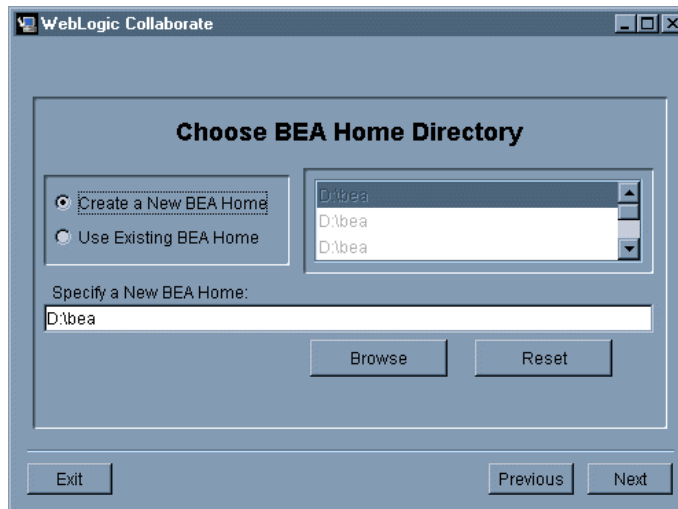 WebLogic Collaborate
Choose BEA Home Directory
Create a New BEA Home
Use Existing BEA Home
D:\bea
D:\bea
D:\bea
Specify a New BEA Home:
D:\bea
Browse
Reset
Exit
Previous
Next